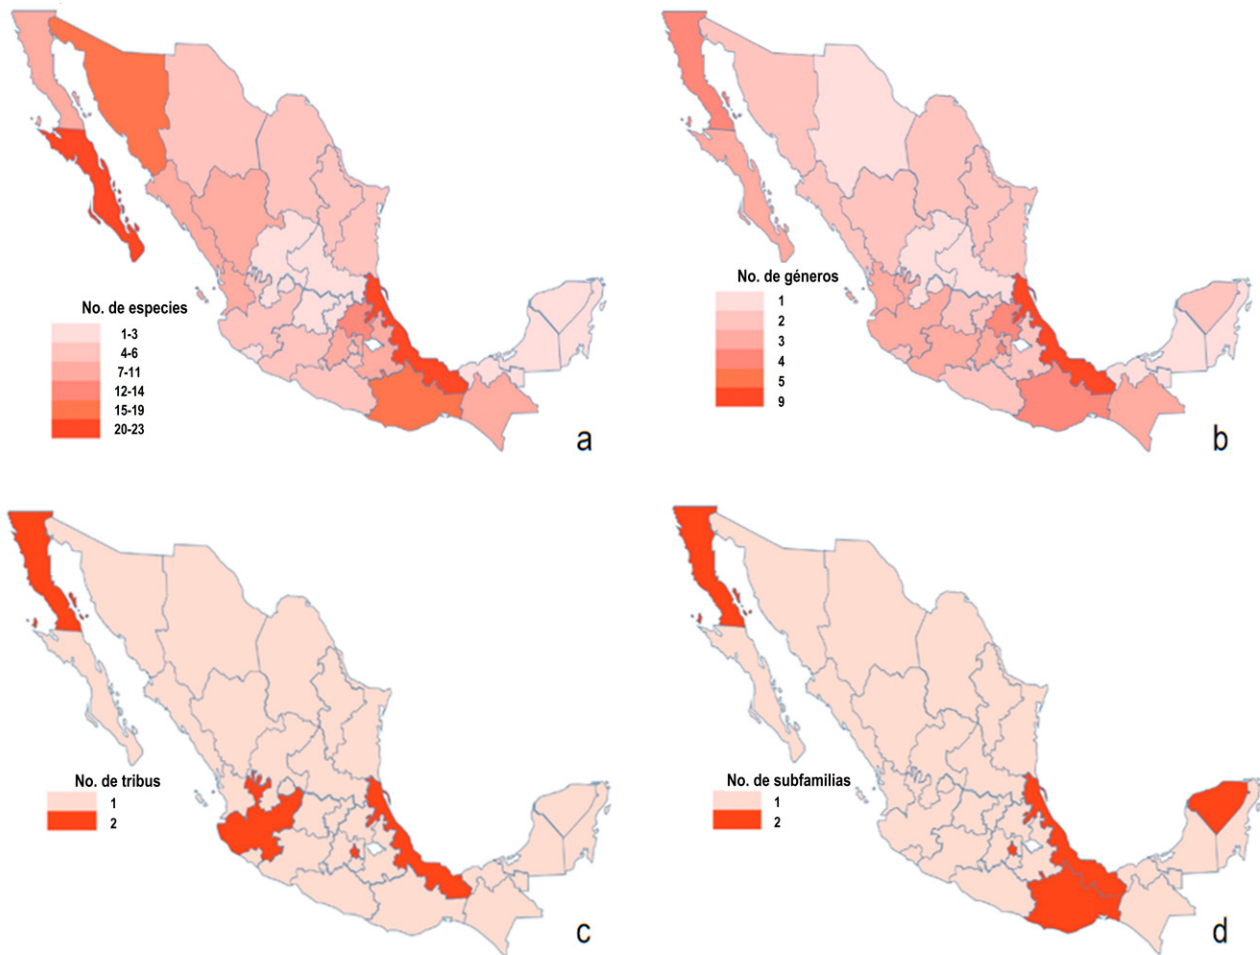 No. de especies
1-3
4-6
7-11
12-14
15-19
20-23
a
No. de géneros
1
2
3
4
5
9
b
No. de tribus
1
2
c
No. de subfamilias
1
2
d